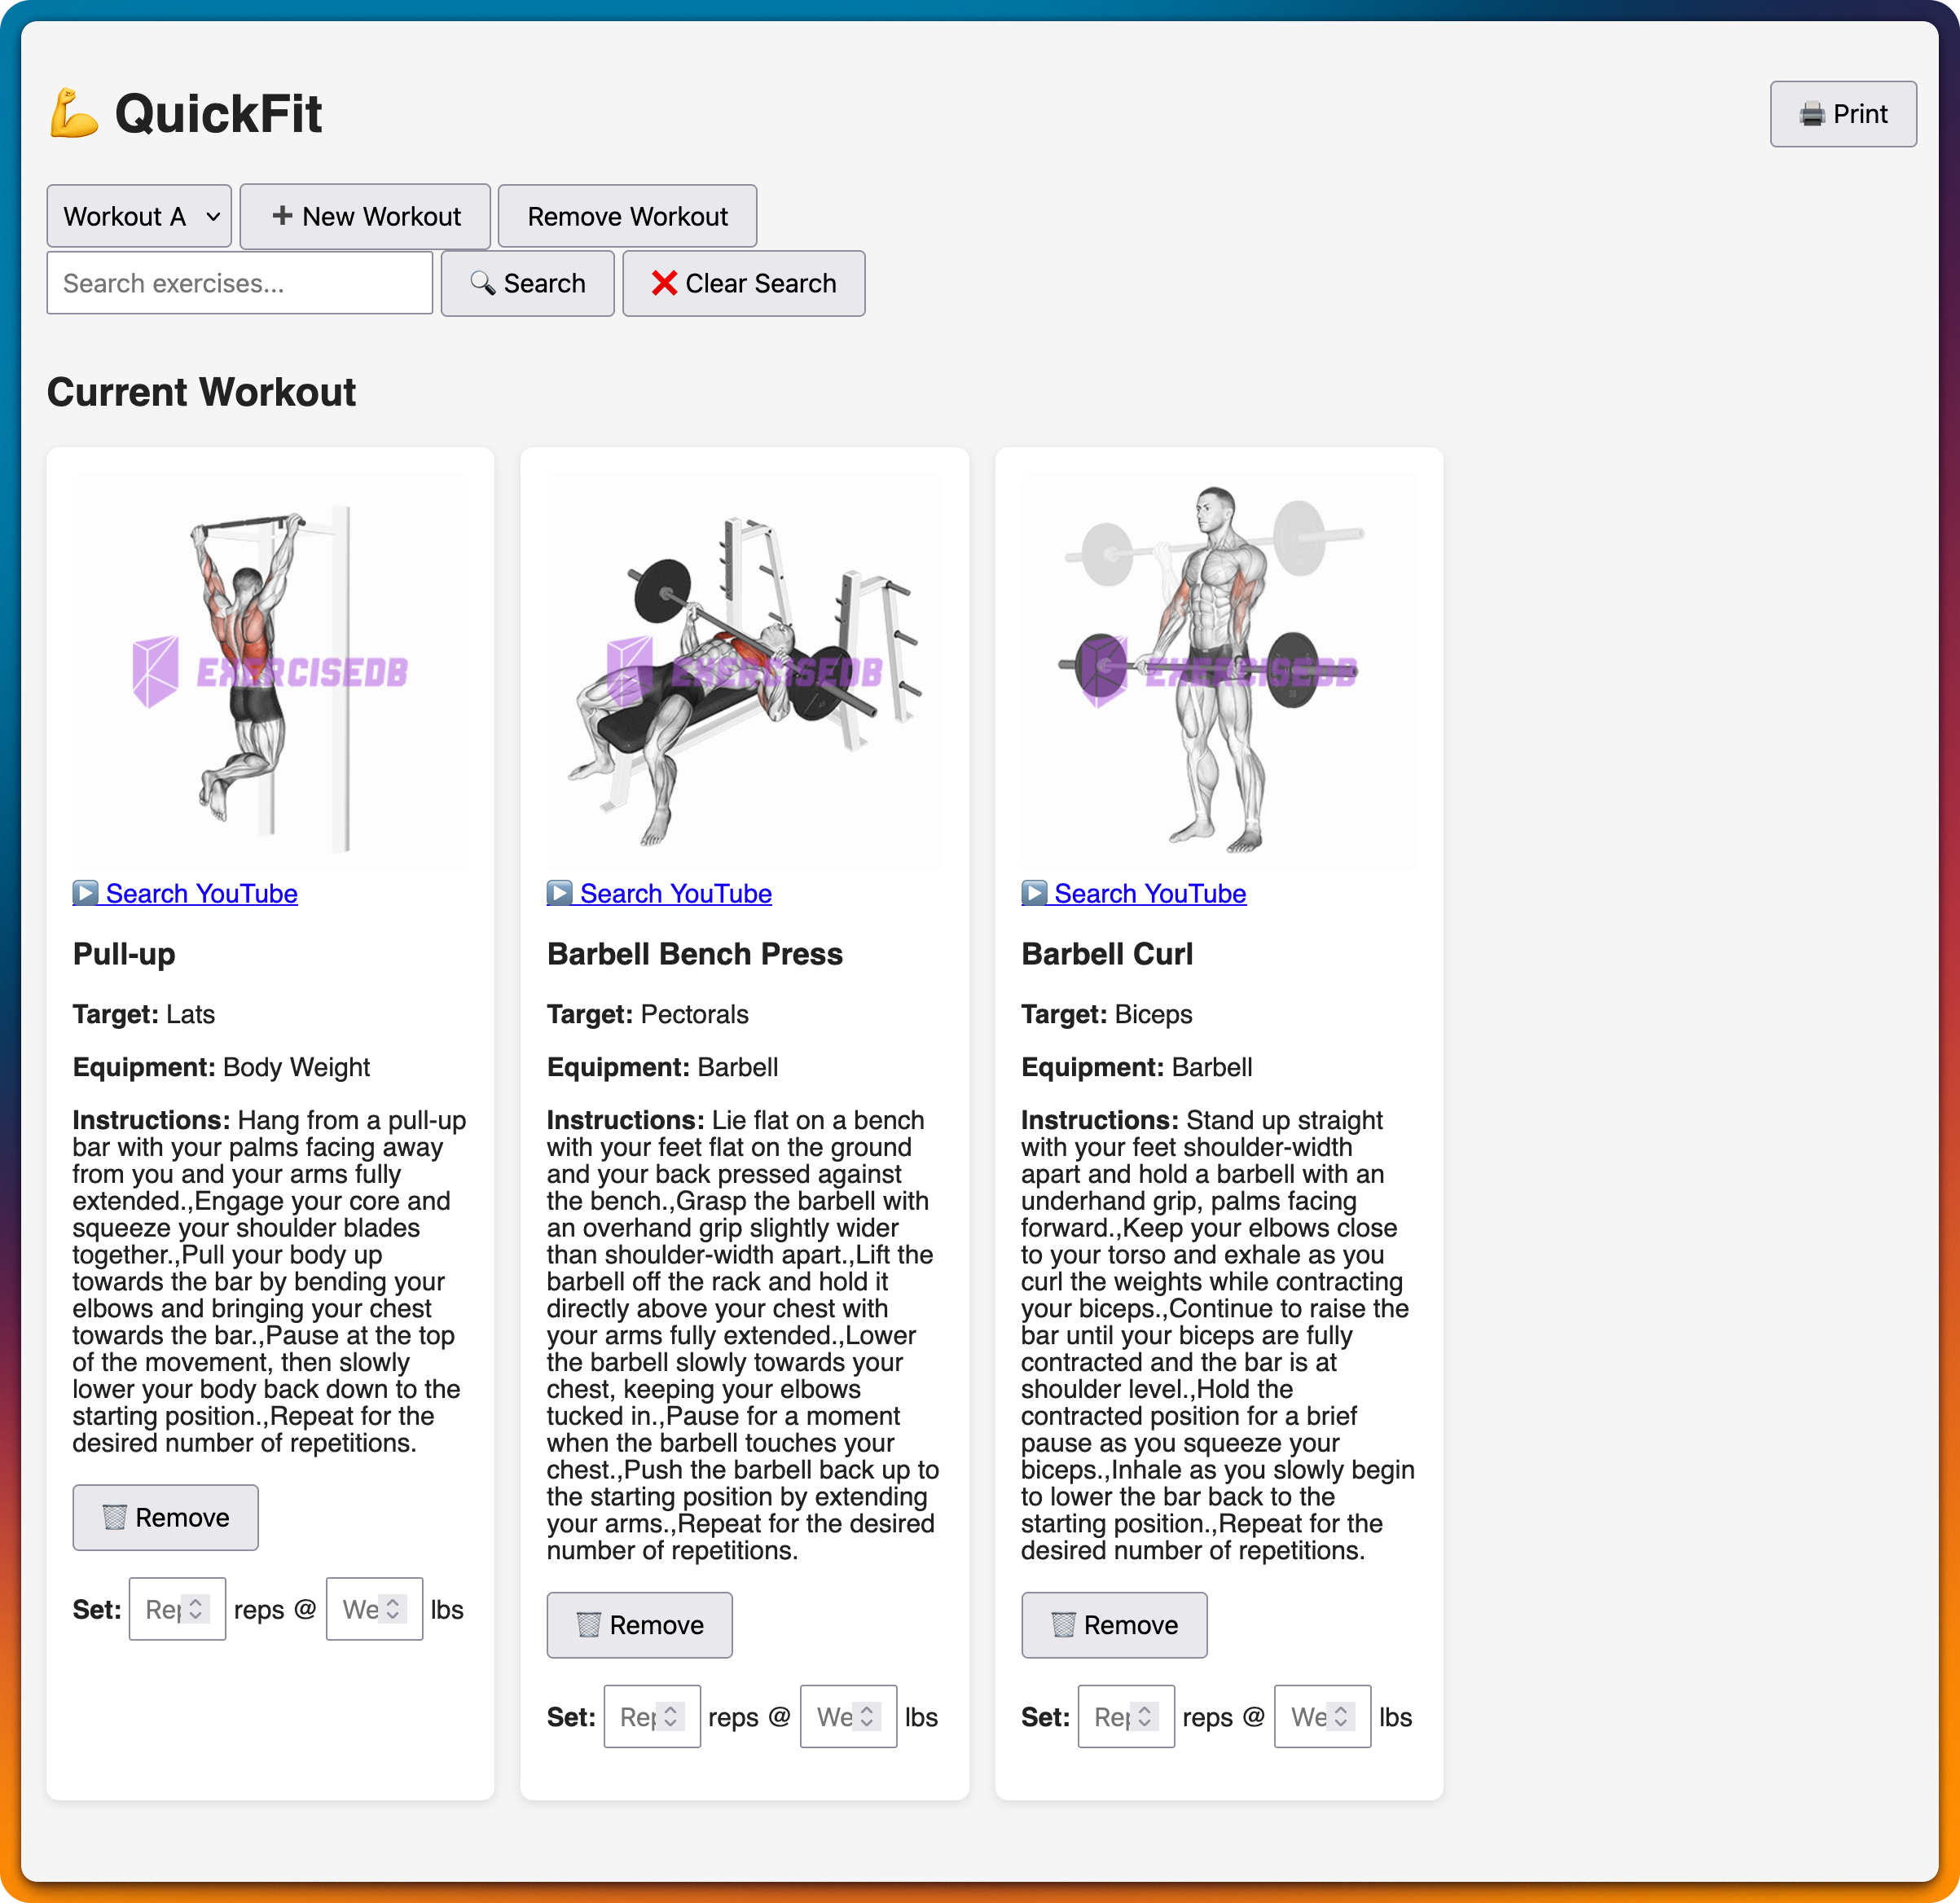 💪 QuickFit
🖨️ Print
Workout A
➕ New Workout
Remove Workout
Search exercises...
🔍 Search
❌ Clear Search
Current Workout
EXERCISEDB
▶️ Search YouTube
Pull-up
Target: Lats
Equipment: Body Weight
Instructions: Hang from a pull-up
bar with your palms facing away
from you and your arms fully
extended.,Engage your core and
squeeze your shoulder blades
together.,Pull your body up
towards the bar by bending your
elbows and bringing your chest
towards the bar.,Pause at the top
of the movement, then slowly
lower your body back down to the
starting position.,Repeat for the
desired number of repetitions.
🗑️ Remove
Set: Rep reps @ We lbs
EXERCISEDB
▶️ Search YouTube
Barbell Bench Press
Target: Pectorals
Equipment: Barbell
Instructions: Lie flat on a bench
with your feet flat on the ground
and your back pressed against
the bench.,Grasp the barbell with
an overhand grip slightly wider
than shoulder-width apart.,Lift the
barbell off the rack and hold it
directly above your chest with
your arms fully extended.,Lower
the barbell slowly towards your
chest, keeping your elbows
tucked in.,Pause for a moment
when the barbell touches your
chest.,Push the barbell back up to
the starting position by extending
your arms.,Repeat for the desired
number of repetitions.
🗑️ Remove
Set: Rep reps @ We lbs
EXERCISEDB
▶️ Search YouTube
Barbell Curl
Target: Biceps
Equipment: Barbell
Instructions: Stand up straight
with your feet shoulder-width
apart and hold a barbell with an
underhand grip, palms facing
forward.,Keep your elbows close
to your torso and exhale as you
curl the weights while contracting
your biceps.,Continue to raise the
bar until your biceps are fully
contracted and the bar is at
shoulder level.,Hold the
contracted position for a brief
pause as you squeeze your
biceps.,Inhale as you slowly begin
to lower the bar back to the
starting position.,Repeat for the
desired number of repetitions.
🗑️ Remove
Set: Rep reps @ We lbs